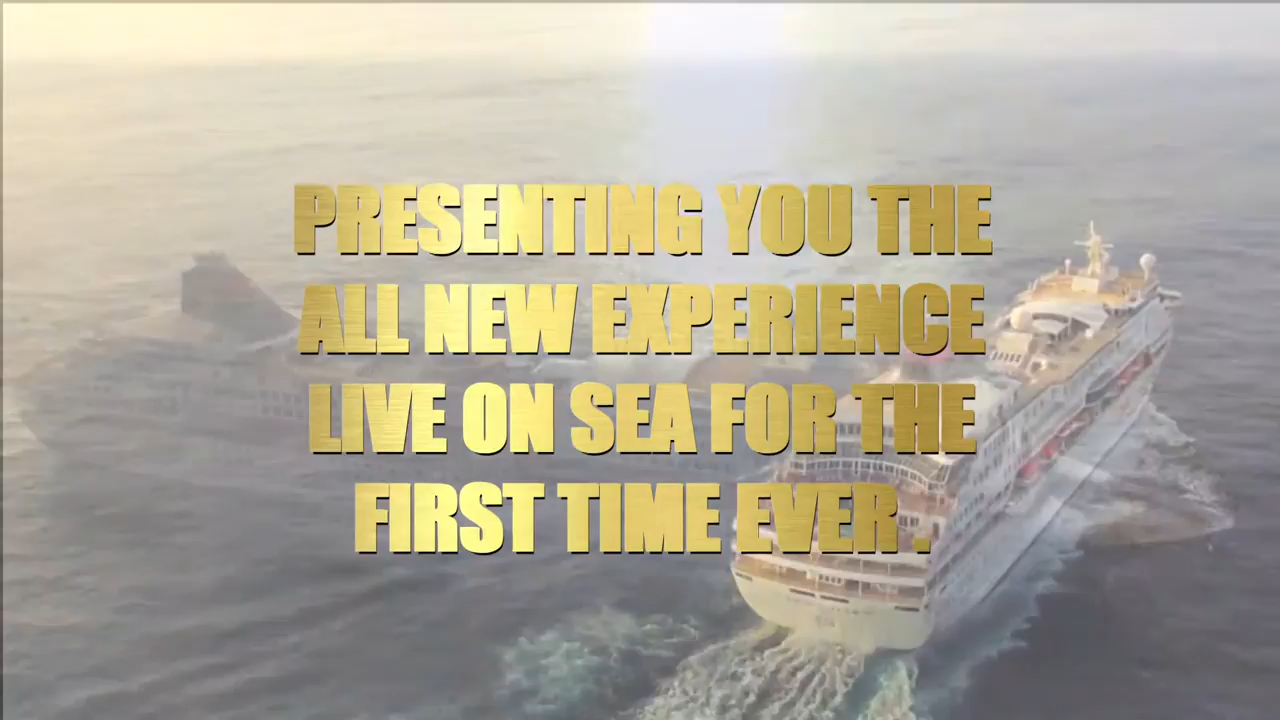 PRESENTING YOU THE
ALL NEW EXPERIENCE
LIVE ON SEA FOR THE
FIRST TIME EVER .